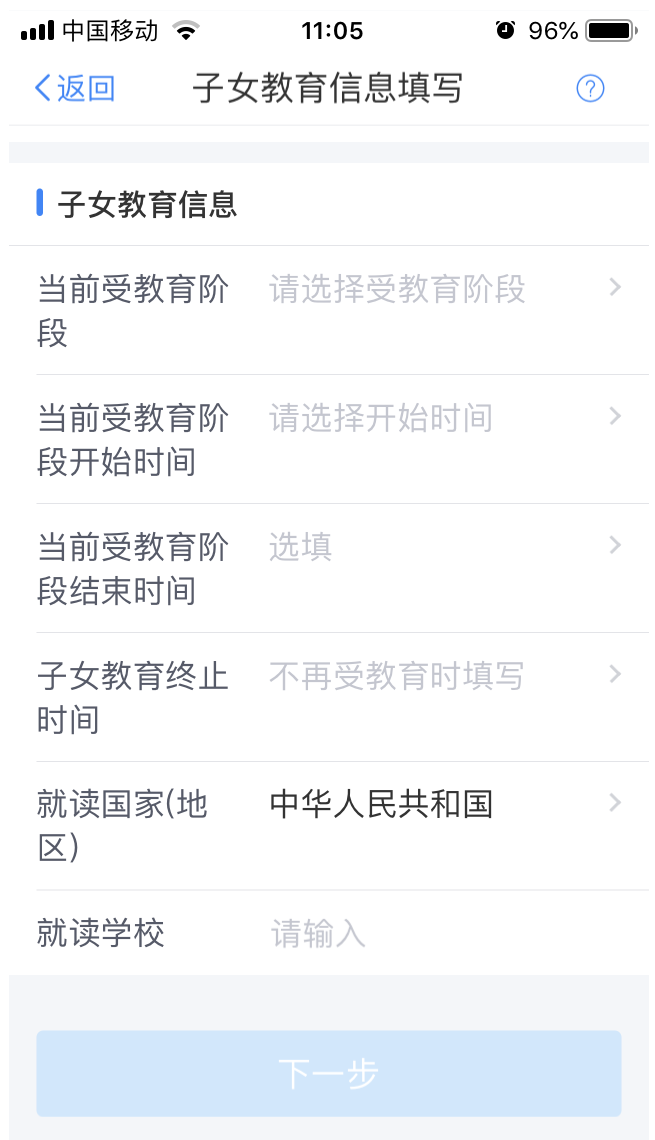 中国移动 11:05 96%
返回 子女教育信息填写 ?
子女教育信息
当前受教育阶 请选择受教育阶段
段
当前受教育阶 请选择开始时间
段开始时间
当前受教育阶 选填
段结束时间
子女教育终止 不再受教育时填写
时间
就读国家(地 中华人民共和国
区)
就读学校 请输入
下一步